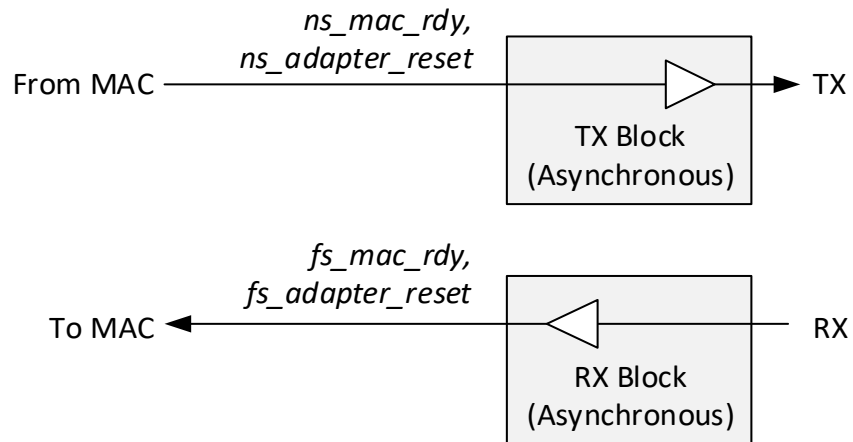 ns_mac_rdy,
ns_adapter_reset
From MAC
TX
TX Block
(Asynchronous)
fs_mac_rdy,
fs_adapter_reset
To MAC
RX
RX Block
(Asynchronous)